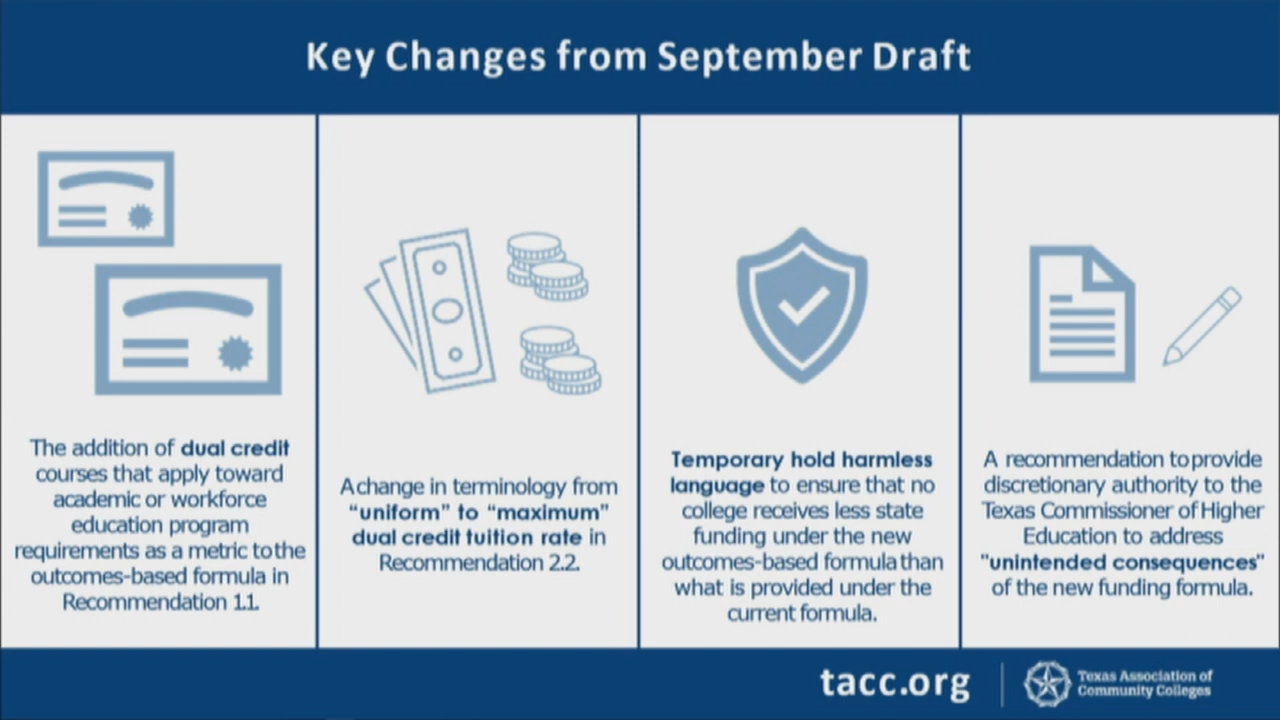 Key Changes from September Draft
The addition of dual credit
courses that apply toward
academic or workforce
education program
requirements as a metric to the
outcomes-based formula in
Recommendation 1.1.
A change in terminology from
“uniform” to “maximum”
dual credit tuition rate in
Recommendation 2.2.
Temporary hold harmless
language to ensure that no
college receives less state
funding under the new
outcomes-based formula than
what is provided under the
current formula.
A recommendation to provide
discretionary authority to the
Texas Commissioner of Higher
Education to address
"unintended consequences"
of the new funding formula.
tacc.org
Texas Association of
Community Colleges